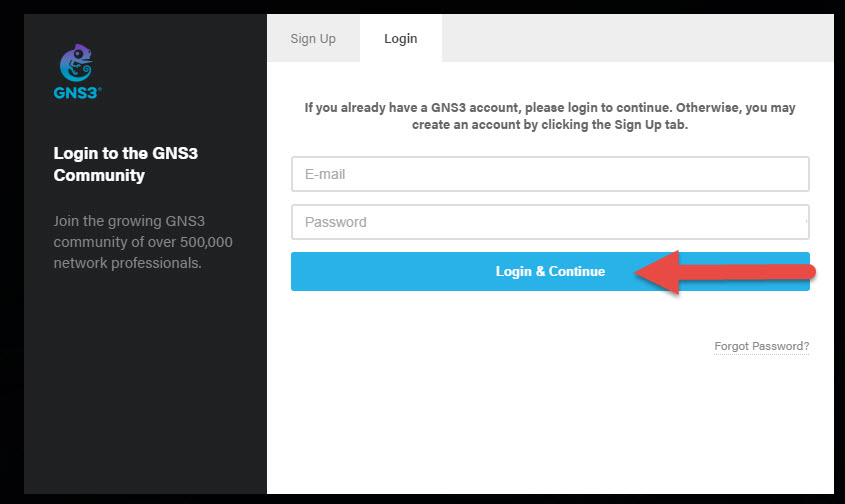 GNS3®
Login to the GNS3
Community
Join the growing GNS3
community of over 500,000
network professionals.
Sign Up
Login
If you already have a GNS3 account, please login to continue. Otherwise, you may
create an account by clicking the Sign Up tab.
E-mail
Password
Login & Continue
Forgot Password?